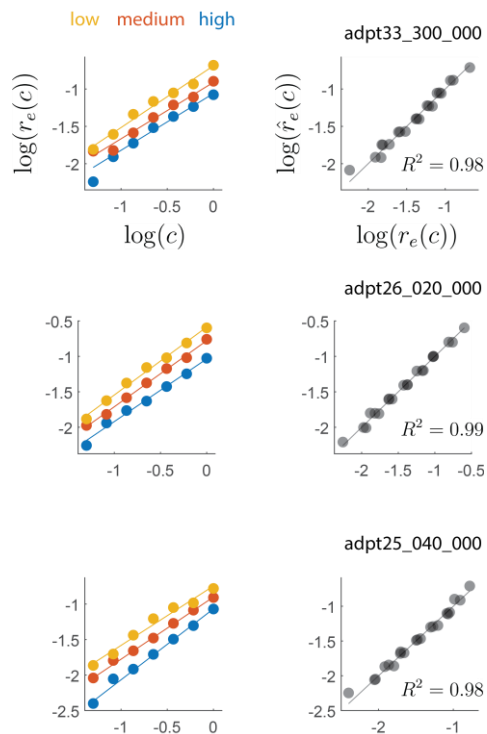 low medium high
adpt33_300_000
log(r_e(c))
-1
-1.5
-2
-1 -0.5 0
log(c)
log(r̂_e(c))
-1
-1.5
-2
R² = 0.98
-2 -1.5 -1
log(r_e(c))
adpt26_020_000
-0.5
-1
-1.5
-2
-1 -0.5 0
-0.5
-1
-1.5
-2
R² = 0.99
-2 -1.5 -1 -0.5
adpt25_040_000
-1
-1.5
-2
-2.5
-1 -0.5 0
-1
-1.5
-2
-2.5
R² = 0.98
-2 -1